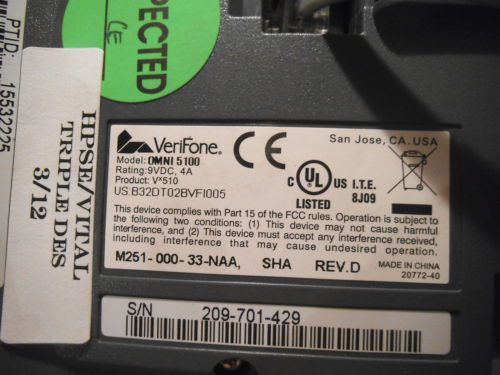 PTID: 15532225
HPSE/VITAL
TRIPLE DES
3/12
PECTED
CE
VeriFone.
San Jose, CA. USA
Model: OMNI 5100
Rating: 9VDC, 4A
Product: Vx510
US B32DT02BVFI005
C UL US I.T.E.
LISTED 8J09
This device complies with Part 15 of the FCC rules. Operation is subject to
the following two conditions: (1) This device may not cause harmful
interference, and (2) This device must accept any interference received,
including interference that may cause undesired operation.
M251-000-33-NAA, SHA REV.D
MADE IN CHINA
20772-40
S/N 209-701-429